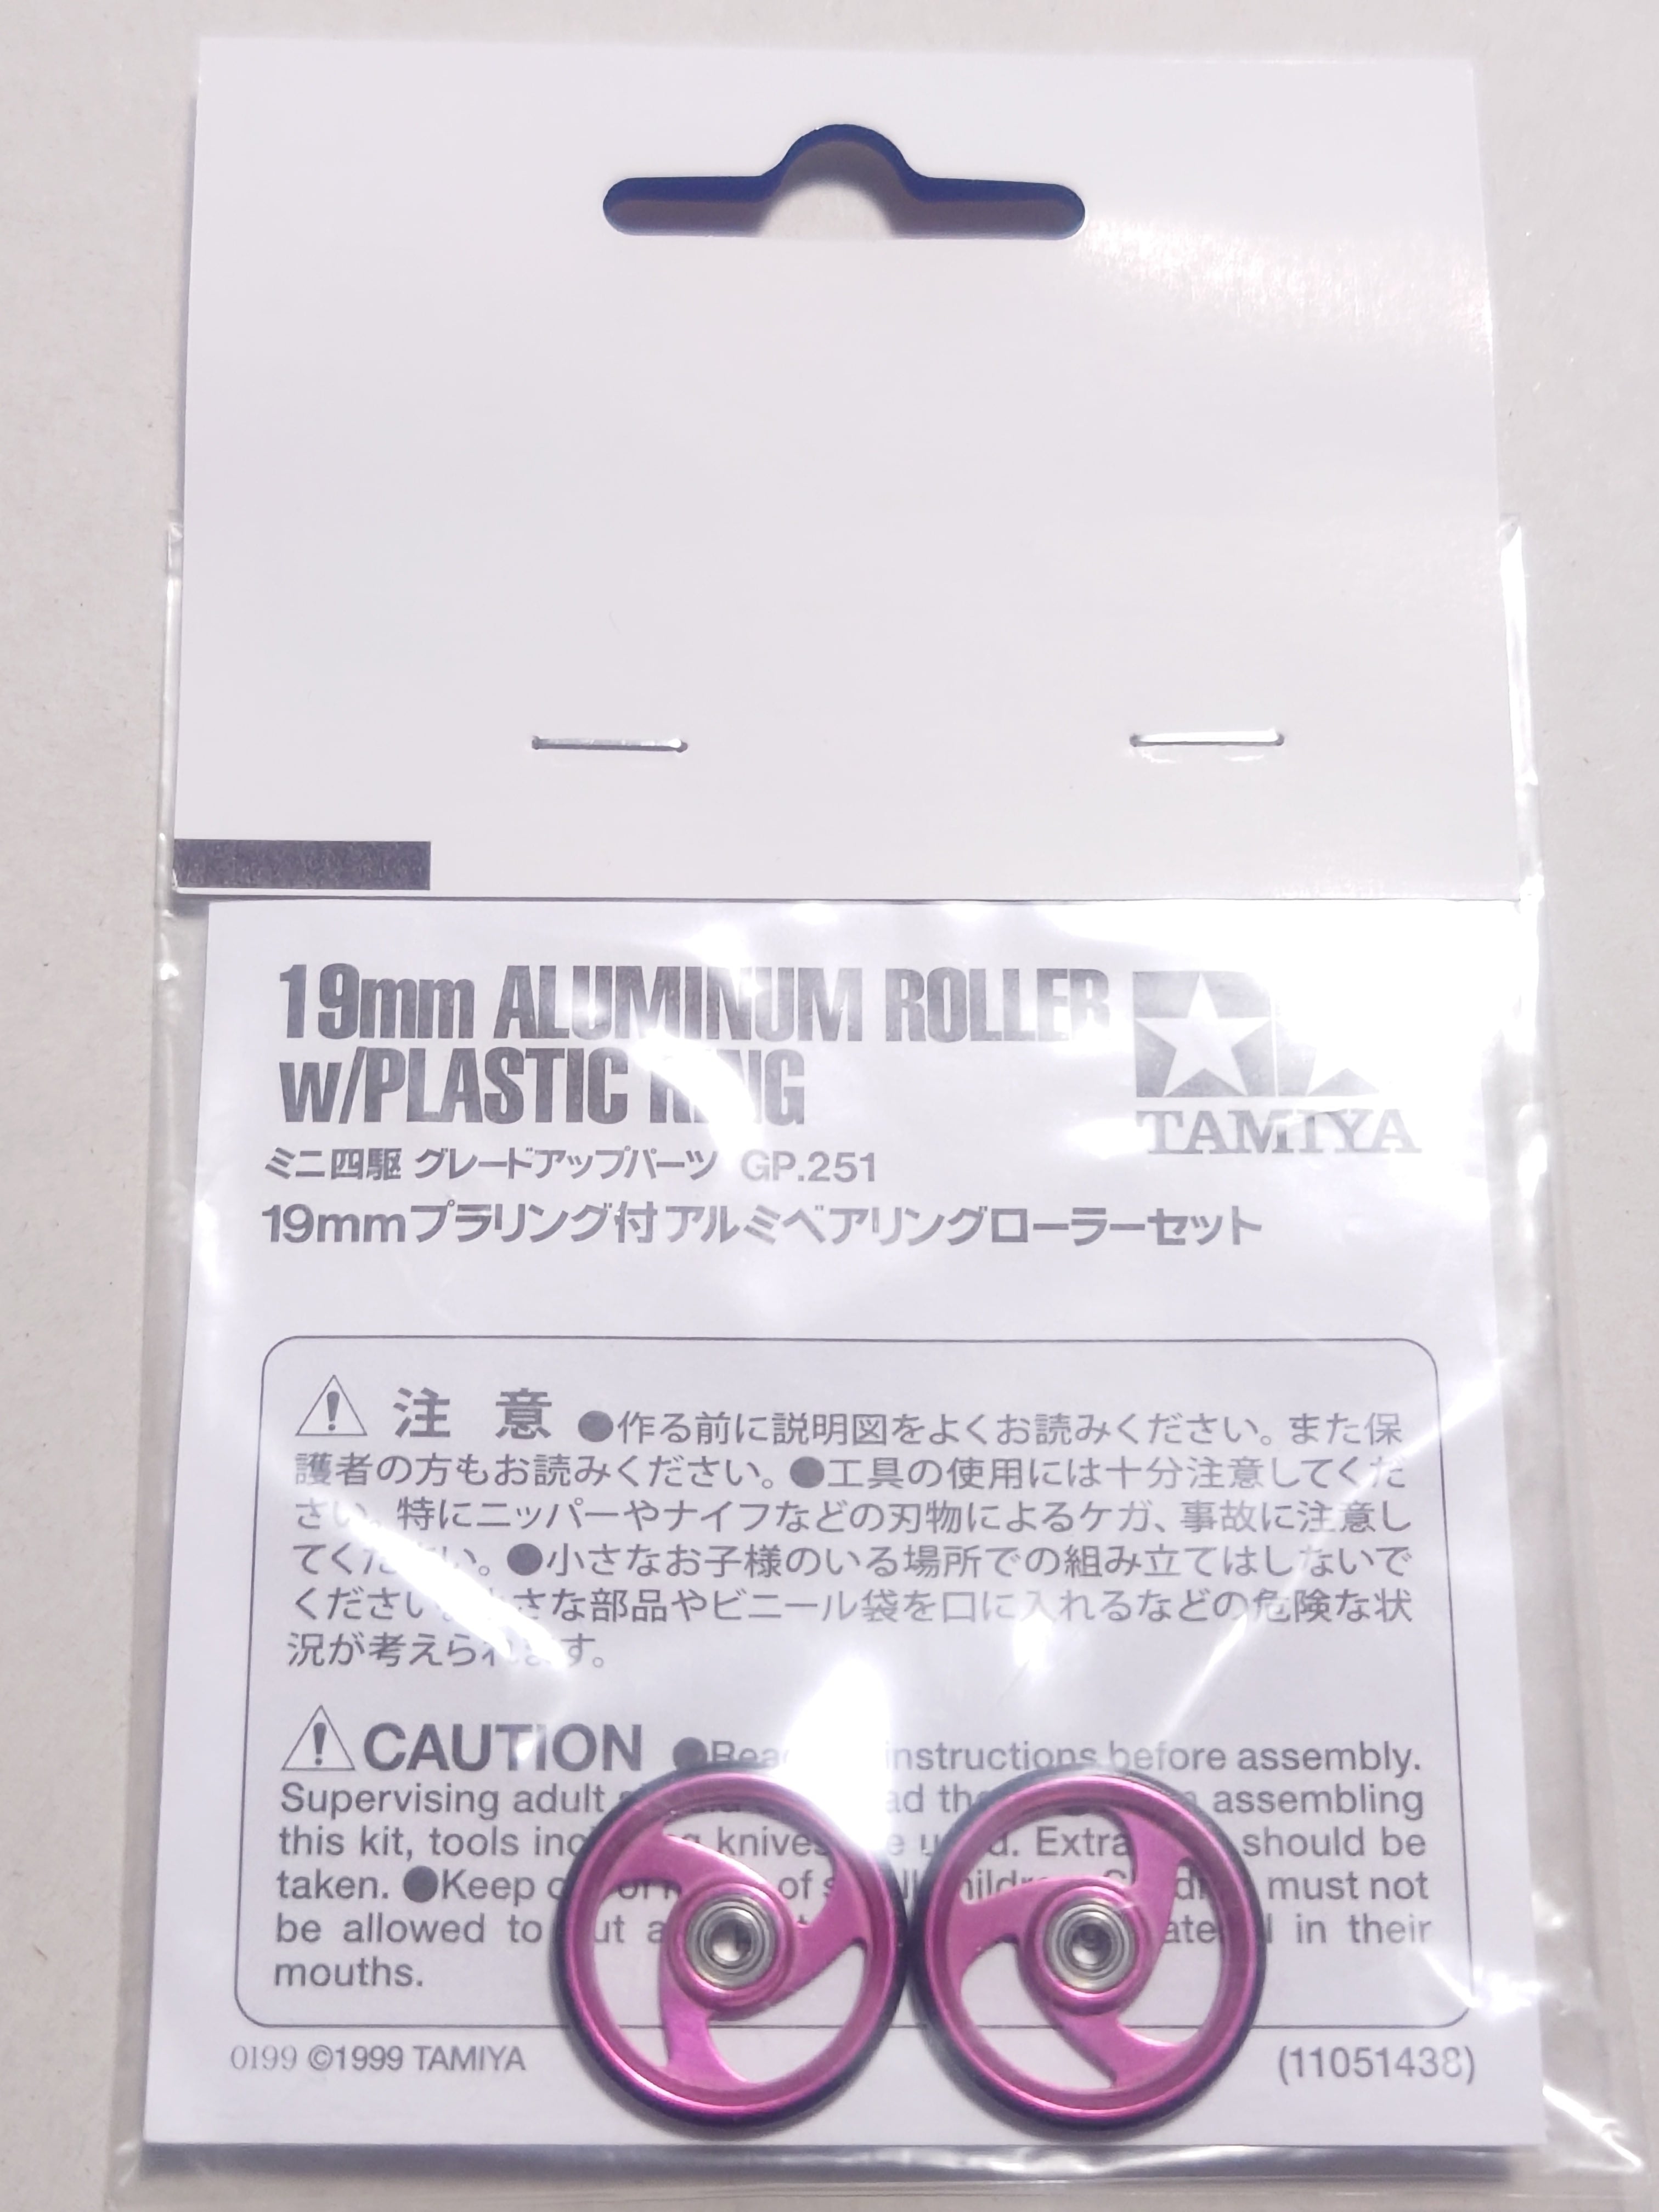 19mm ALUMINUM ROLLER
w/PLASTIC RING
TAMIYA
ミニ四駆 グレードアップパーツ GP.251
19mmプラリング付アルミベアリングローラーセット
注 意 ●作る前に説明図をよくお読みください。また保
護者の方もお読みください。●工具の使用には十分注意してくだ
さい。特にニッパーやナイフなどの刃物によるケガ、事故に注意し
てください。●小さなお子様のいる場所での組み立てはしないで
ください。小さな部品やビニール袋を口に入れるなどの危険な状
況が考えられます。
CAUTION ●Read instructions before assembly.
Supervising adult assembling
this kit, tools knives Extra should be
taken. ●Keep of must not
be allowed to in their
mouths.
0199 ©1999 TAMIYA
(11051438)